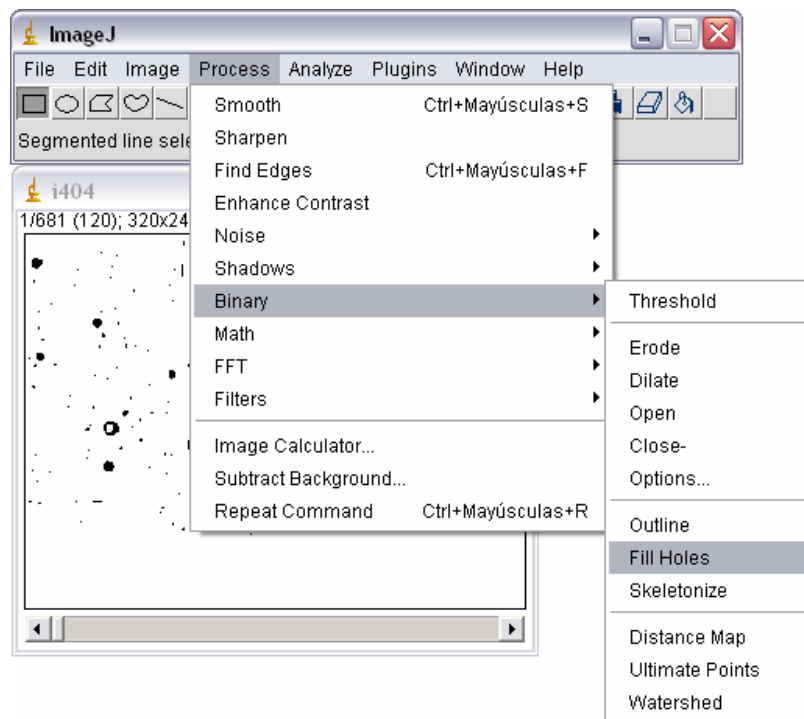 ImageJ
File Edit Image Process Analyze Plugins Window Help
Segmented line sele
i404
1/681 (120); 320x24
Smooth Ctrl+Mayúsculas+S
Sharpen
Find Edges Ctrl+Mayúsculas+F
Enhance Contrast
Noise
Shadows
Binary
Math
FFT
Filters
Image Calculator...
Subtract Background...
Repeat Command Ctrl+Mayúsculas+R
Threshold
Erode
Dilate
Open
Close-
Options...
Outline
Fill Holes
Skeletonize
Distance Map
Ultimate Points
Watershed